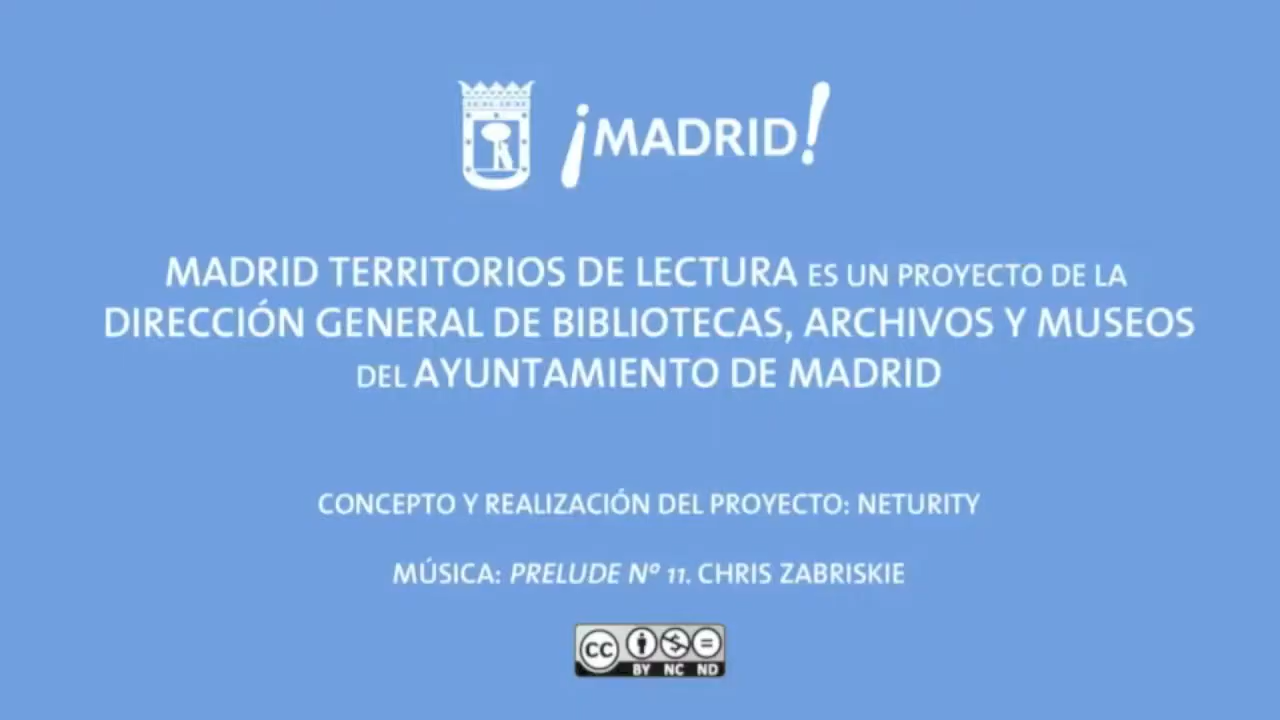 ¡MADRID!
MADRID TERRITORIOS DE LECTURA ES UN PROYECTO DE LA
DIRECCIÓN GENERAL DE BIBLIOTECAS, ARCHIVOS Y MUSEOS
DEL AYUNTAMIENTO DE MADRID
CONCEPTO Y REALIZACIÓN DEL PROYECTO: NETURITY
MÚSICA: PRELUDE Nº 11. CHRIS ZABRISKIE
CC BY NC ND